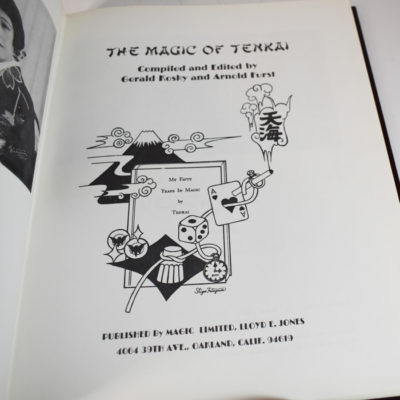 THE MAGIC OF TENKAI
Compiled and Edited by
Gerald Kosky and Arnold Furst
天海
MY FIFTY
YEARS IN MAGIC
by
TENKAI
A
PUBLISHED BY MAGIC LIMITED, LLOYD E. JONES
4064 39TH AVE., OAKLAND, CALIF. 94619